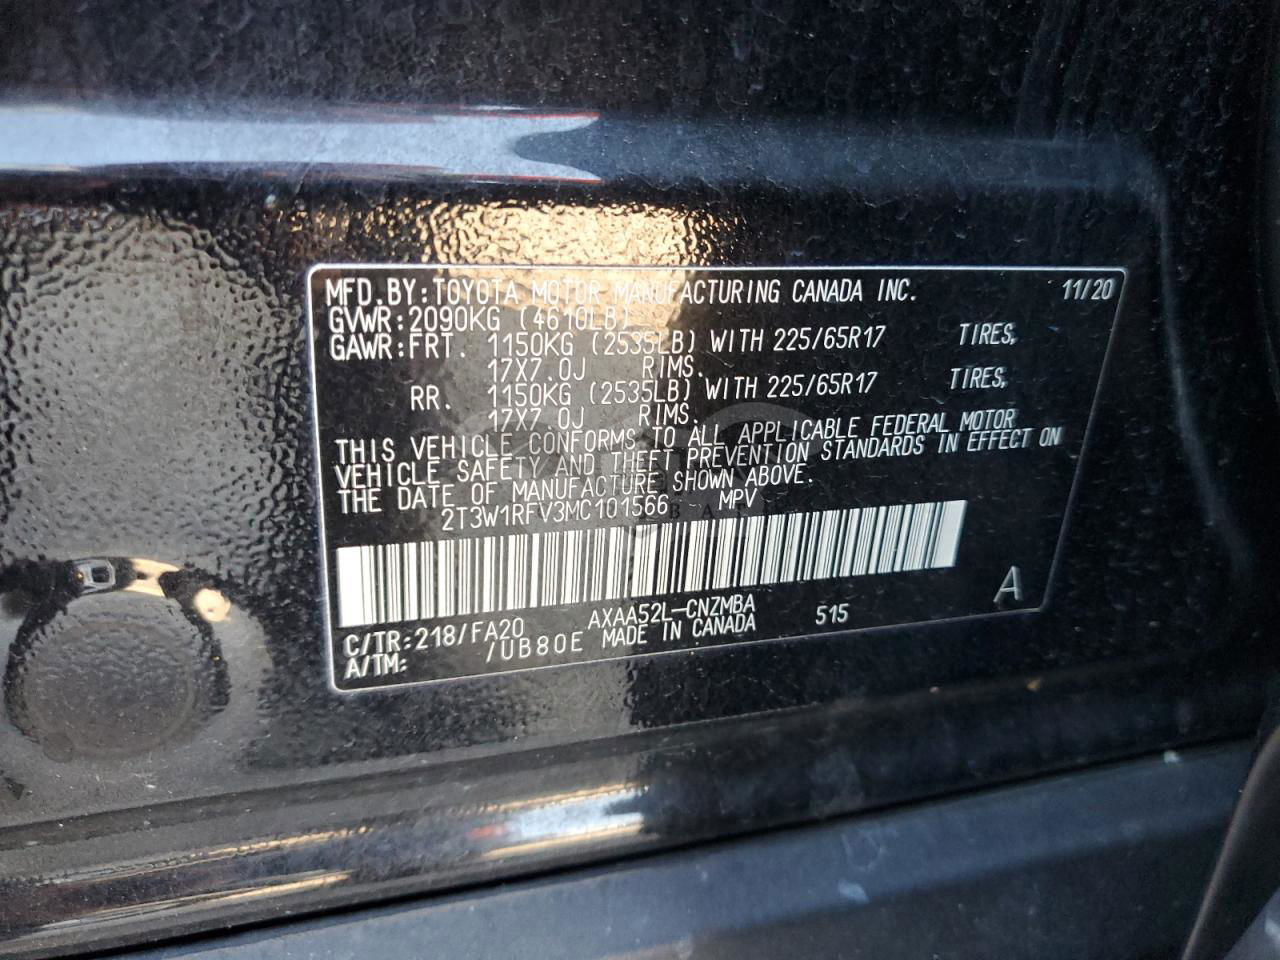 MFD.BY:TOYOTA MOTOR MANUFACTURING CANADA INC. 11/20
GVWR:2090KG (4610LB)
GAWR:FRT. 1150KG (2535LB) WITH 225/65R17 TIRES,
17X7.0J RIMS.
RR. 1150KG (2535LB) WITH 225/65R17 TIRES,
17X7.0J RIMS.
THIS VEHICLE CONFORMS TO ALL APPLICABLE FEDERAL MOTOR
VEHICLE SAFETY AND THEFT PREVENTION STANDARDS IN EFFECT ON
THE DATE OF MANUFACTURE SHOWN ABOVE.
2T3W1RFV3MC101566 MPV
A
C/TR:218/FA20 AXAA52L-CNZMBA 515
A/TM: /UB80E MADE IN CANADA